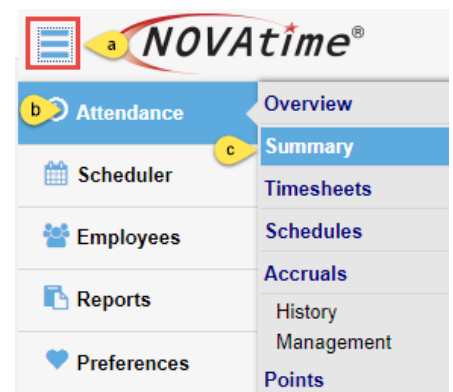 a NOVAtime®
b Attendance
Overview
c Summary
Scheduler
Timesheets
Employees
Schedules
Accruals
Reports
History
Management
Preferences
Points